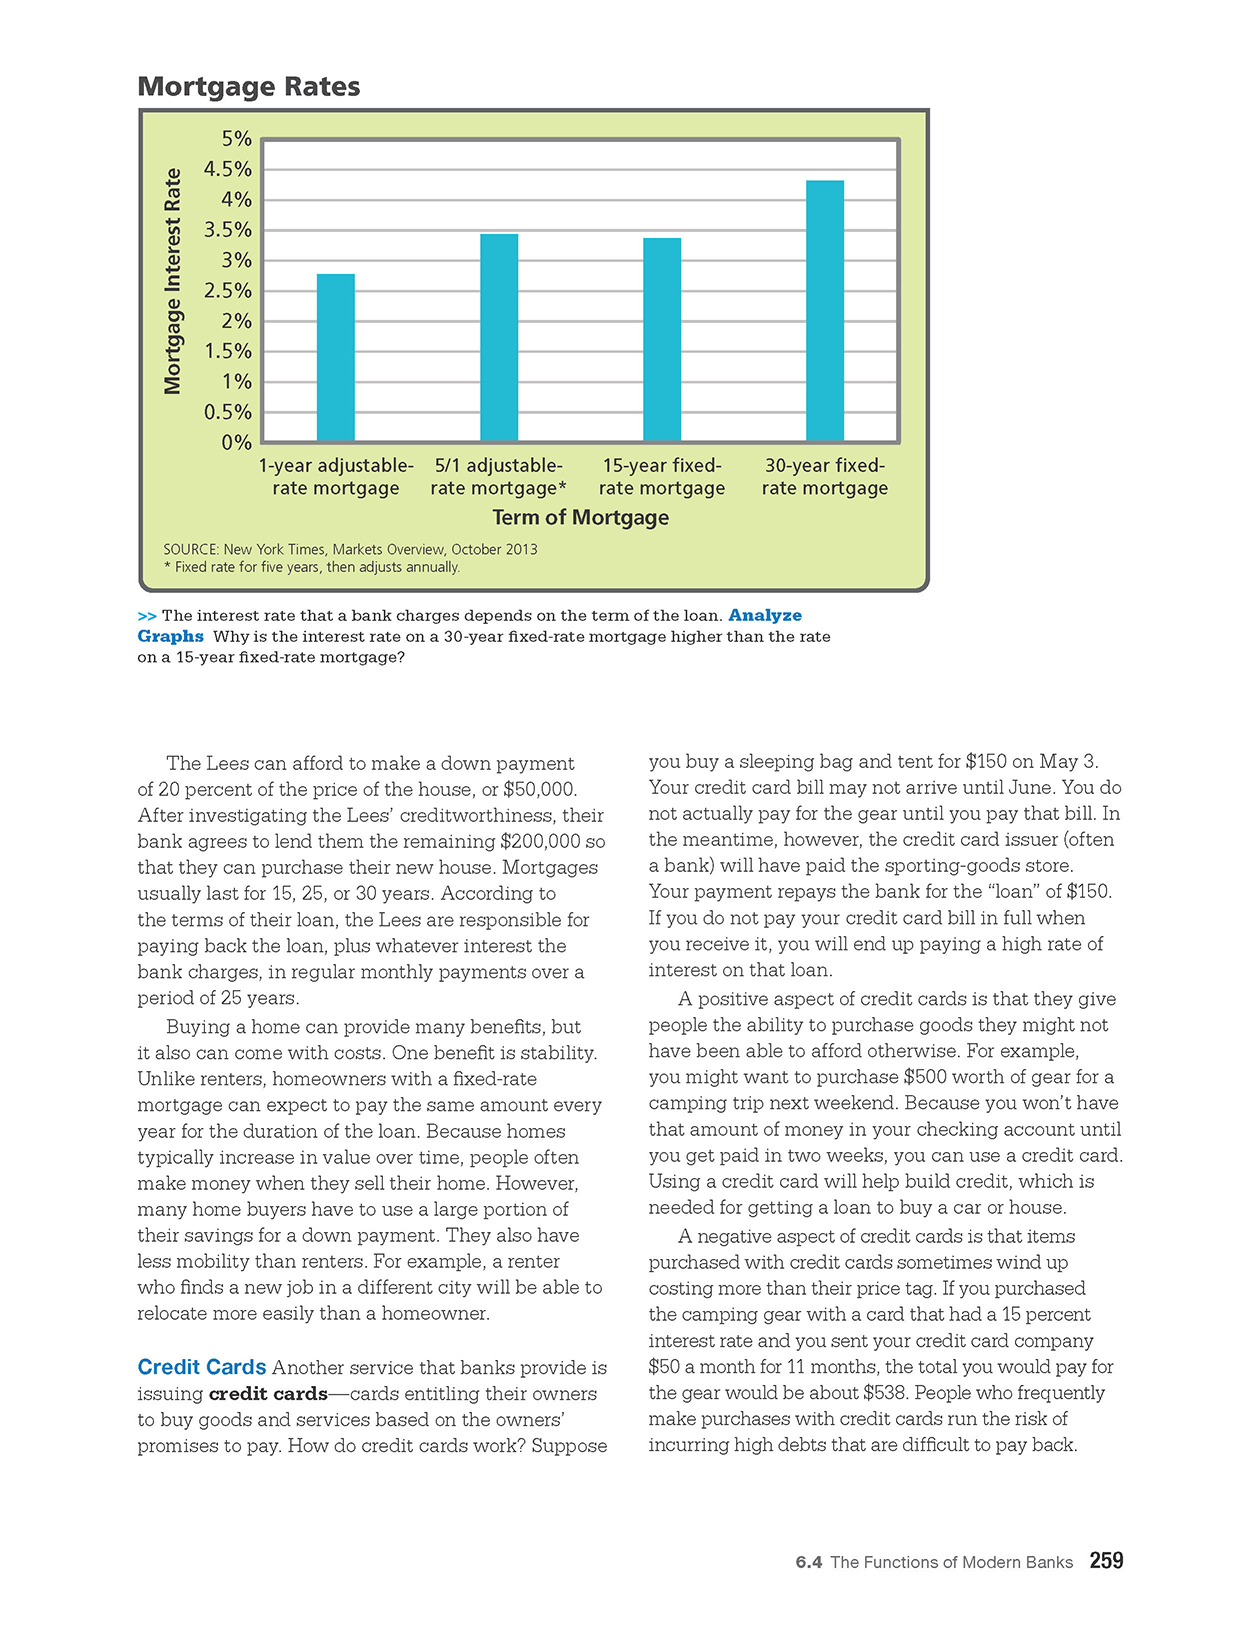 Mortgage Rates
5%
4.5%
4%
3.5%
3%
2.5%
2%
1.5%
1%
0.5%
0%
Mortgage Interest Rate
1-year adjustable-
rate mortgage
5/1 adjustable-
rate mortgage*
15-year fixed-
rate mortgage
30-year fixed-
rate mortgage
Term of Mortgage
SOURCE: New York Times, Markets Overview, October 2013
* Fixed rate for five years, then adjusts annually.
>> The interest rate that a bank charges depends on the term of the loan. Analyze
Graphs Why is the interest rate on a 30-year fixed-rate mortgage higher than the rate
on a 15-year fixed-rate mortgage?
The Lees can afford to make a down payment
of 20 percent of the price of the house, or $50,000.
After investigating the Lees’ creditworthiness, their
bank agrees to lend them the remaining $200,000 so
that they can purchase their new house. Mortgages
usually last for 15, 25, or 30 years. According to
the terms of their loan, the Lees are responsible for
paying back the loan, plus whatever interest the
bank charges, in regular monthly payments over a
period of 25 years.
Buying a home can provide many benefits, but
it also can come with costs. One benefit is stability.
Unlike renters, homeowners with a fixed-rate
mortgage can expect to pay the same amount every
year for the duration of the loan. Because homes
typically increase in value over time, people often
make money when they sell their home. However,
many home buyers have to use a large portion of
their savings for a down payment. They also have
less mobility than renters. For example, a renter
who finds a new job in a different city will be able to
relocate more easily than a homeowner.
Credit Cards Another service that banks provide is
issuing credit cards—cards entitling their owners
to buy goods and services based on the owners’
promises to pay. How do credit cards work? Suppose
you buy a sleeping bag and tent for $150 on May 3.
Your credit card bill may not arrive until June. You do
not actually pay for the gear until you pay that bill. In
the meantime, however, the credit card issuer (often
a bank) will have paid the sporting-goods store.
Your payment repays the bank for the “loan” of $150.
If you do not pay your credit card bill in full when
you receive it, you will end up paying a high rate of
interest on that loan.
A positive aspect of credit cards is that they give
people the ability to purchase goods they might not
have been able to afford otherwise. For example,
you might want to purchase $500 worth of gear for a
camping trip next weekend. Because you won’t have
that amount of money in your checking account until
you get paid in two weeks, you can use a credit card.
Using a credit card will help build credit, which is
needed for getting a loan to buy a car or house.
A negative aspect of credit cards is that items
purchased with credit cards sometimes wind up
costing more than their price tag. If you purchased
the camping gear with a card that had a 15 percent
interest rate and you sent your credit card company
$50 a month for 11 months, the total you would pay for
the gear would be about $538. People who frequently
make purchases with credit cards run the risk of
incurring high debts that are difficult to pay back.
6.4 The Functions of Modern Banks 259